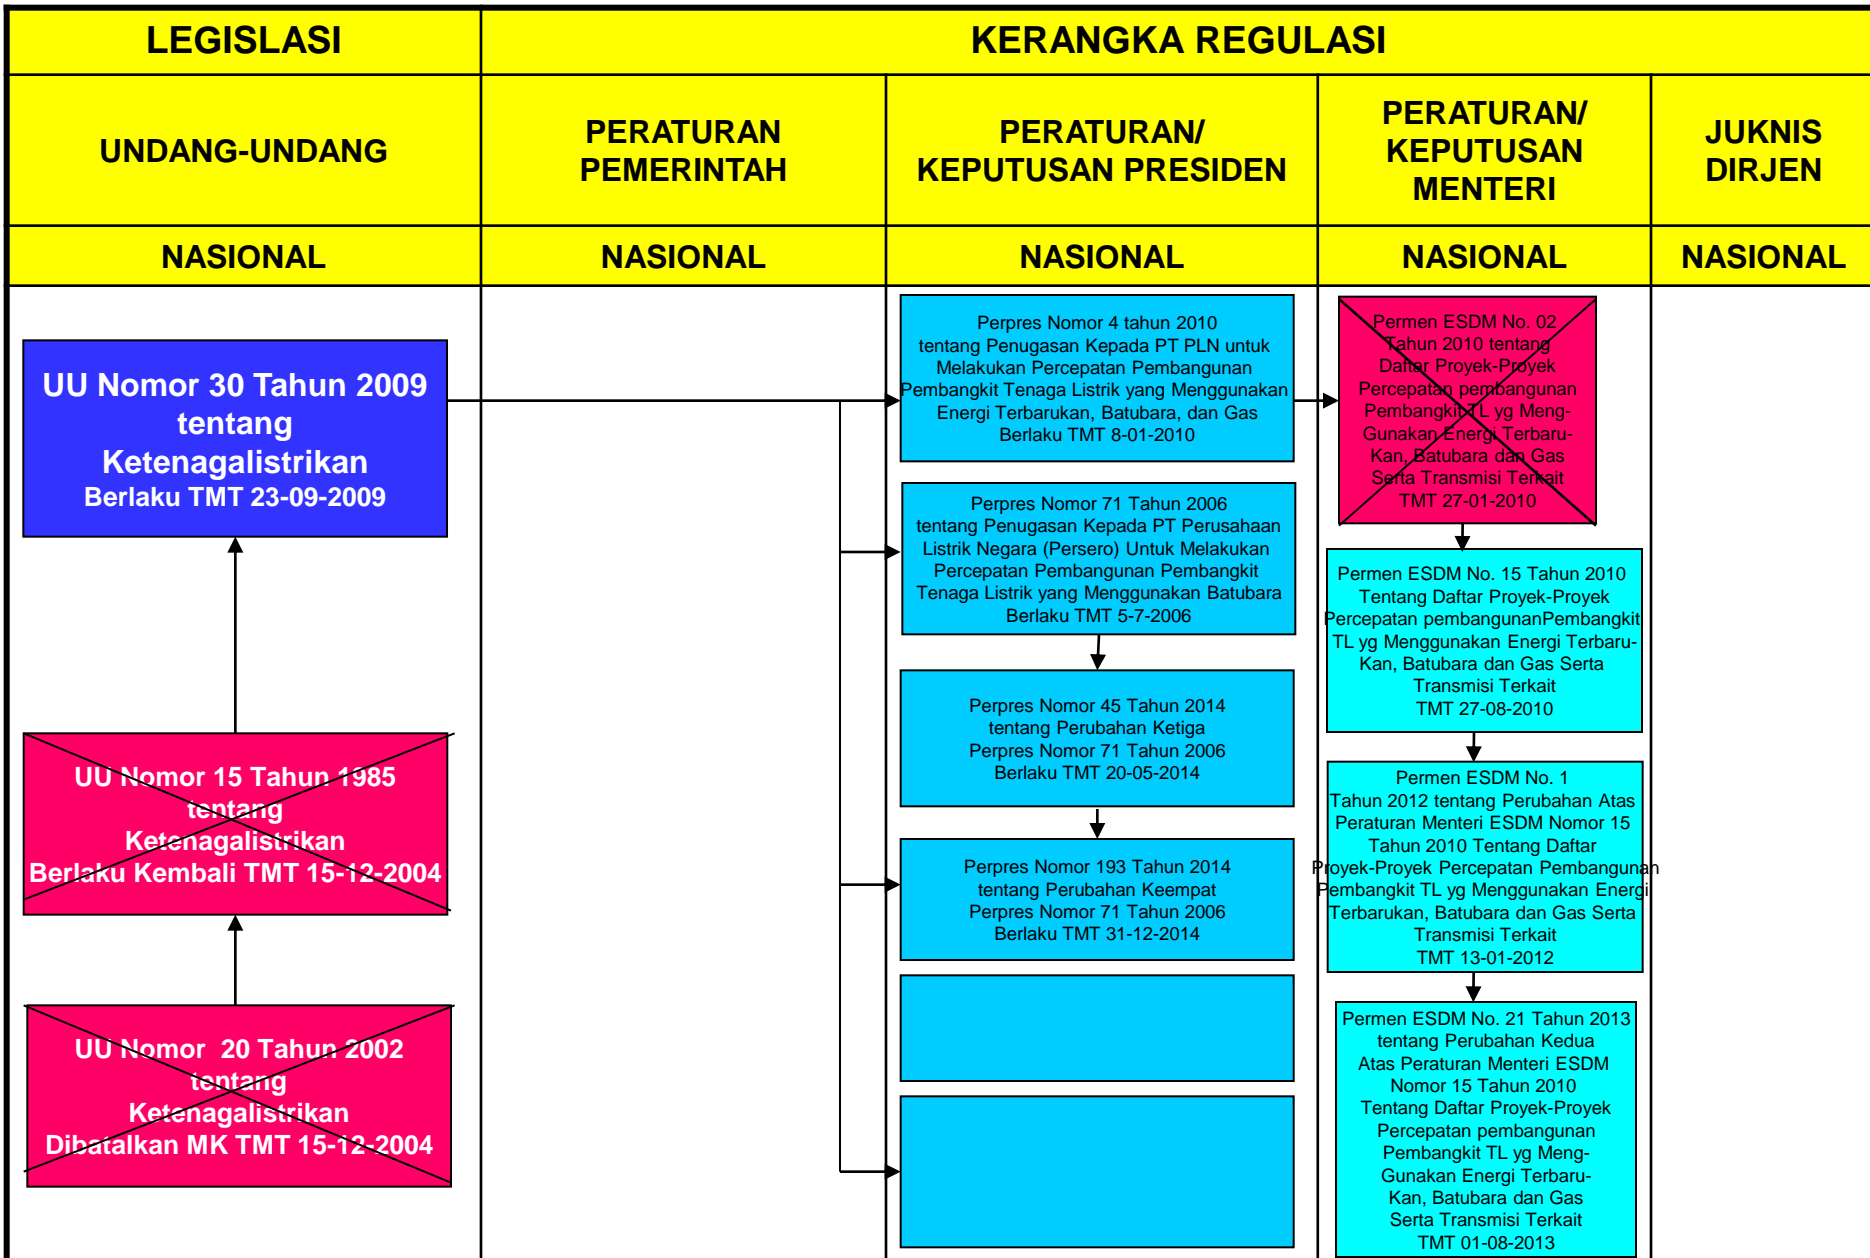 LEGISLASI
KERANGKA REGULASI
UNDANG-UNDANG
PERATURAN
PEMERINTAH
PERATURAN/
KEPUTUSAN PRESIDEN
PERATURAN/
KEPUTUSAN
MENTERI
JUKNIS
DIRJEN
NASIONAL
NASIONAL
NASIONAL
NASIONAL
NASIONAL
UU Nomor 30 Tahun 2009
tentang
Ketenagalistrikan
Berlaku TMT 23-09-2009
UU Nomor 15 Tahun 1985
tentang
Ketenagalistrikan
Berlaku Kembali TMT 15-12-2004
UU Nomor 20 Tahun 2002
tentang
Ketenagalistrikan
Dibatalkan MK TMT 15-12-2004
Perpres Nomor 4 tahun 2010
tentang Penugasan Kepada PT PLN untuk
Melakukan Percepatan Pembangunan
Pembangkit Tenaga Listrik yang Menggunakan
Energi Terbarukan, Batubara, dan Gas
Berlaku TMT 8-01-2010
Perpres Nomor 71 Tahun 2006
tentang Penugasan Kepada PT Perusahaan
Listrik Negara (Persero) Untuk Melakukan
Percepatan Pembangunan Pembangkit
Tenaga Listrik yang Menggunakan Batubara
Berlaku TMT 5-7-2006
Perpres Nomor 45 Tahun 2014
tentang Perubahan Ketiga
Perpres Nomor 71 Tahun 2006
Berlaku TMT 20-05-2014
Perpres Nomor 193 Tahun 2014
tentang Perubahan Keempat
Perpres Nomor 71 Tahun 2006
Berlaku TMT 31-12-2014
Permen ESDM No. 02
Tahun 2010 tentang
Daftar Proyek-Proyek
Percepatan pembangunan
Pembangkit TL yg Meng-
Gunakan Energi Terbaru-
Kan, Batubara dan Gas
Serta Transmisi Terkait
TMT 27-01-2010
Permen ESDM No. 15 Tahun 2010
Tentang Daftar Proyek-Proyek
Percepatan pembangunanPembangkit
TL yg Menggunakan Energi Terbaru-
Kan, Batubara dan Gas Serta
Transmisi Terkait
TMT 27-08-2010
Permen ESDM No. 1
Tahun 2012 tentang Perubahan Atas
Peraturan Menteri ESDM Nomor 15
Tahun 2010 Tentang Daftar
Proyek-Proyek Percepatan Pembangunan
Pembangkit TL yg Menggunakan Energi
Terbarukan, Batubara dan Gas Serta
Transmisi Terkait
TMT 13-01-2012
Permen ESDM No. 21 Tahun 2013
tentang Perubahan Kedua
Atas Peraturan Menteri ESDM
Nomor 15 Tahun 2010
Tentang Daftar Proyek-Proyek
Percepatan pembangunan
Pembangkit TL yg Meng-
Gunakan Energi Terbaru-
Kan, Batubara dan Gas
Serta Transmisi Terkait
TMT 01-08-2013